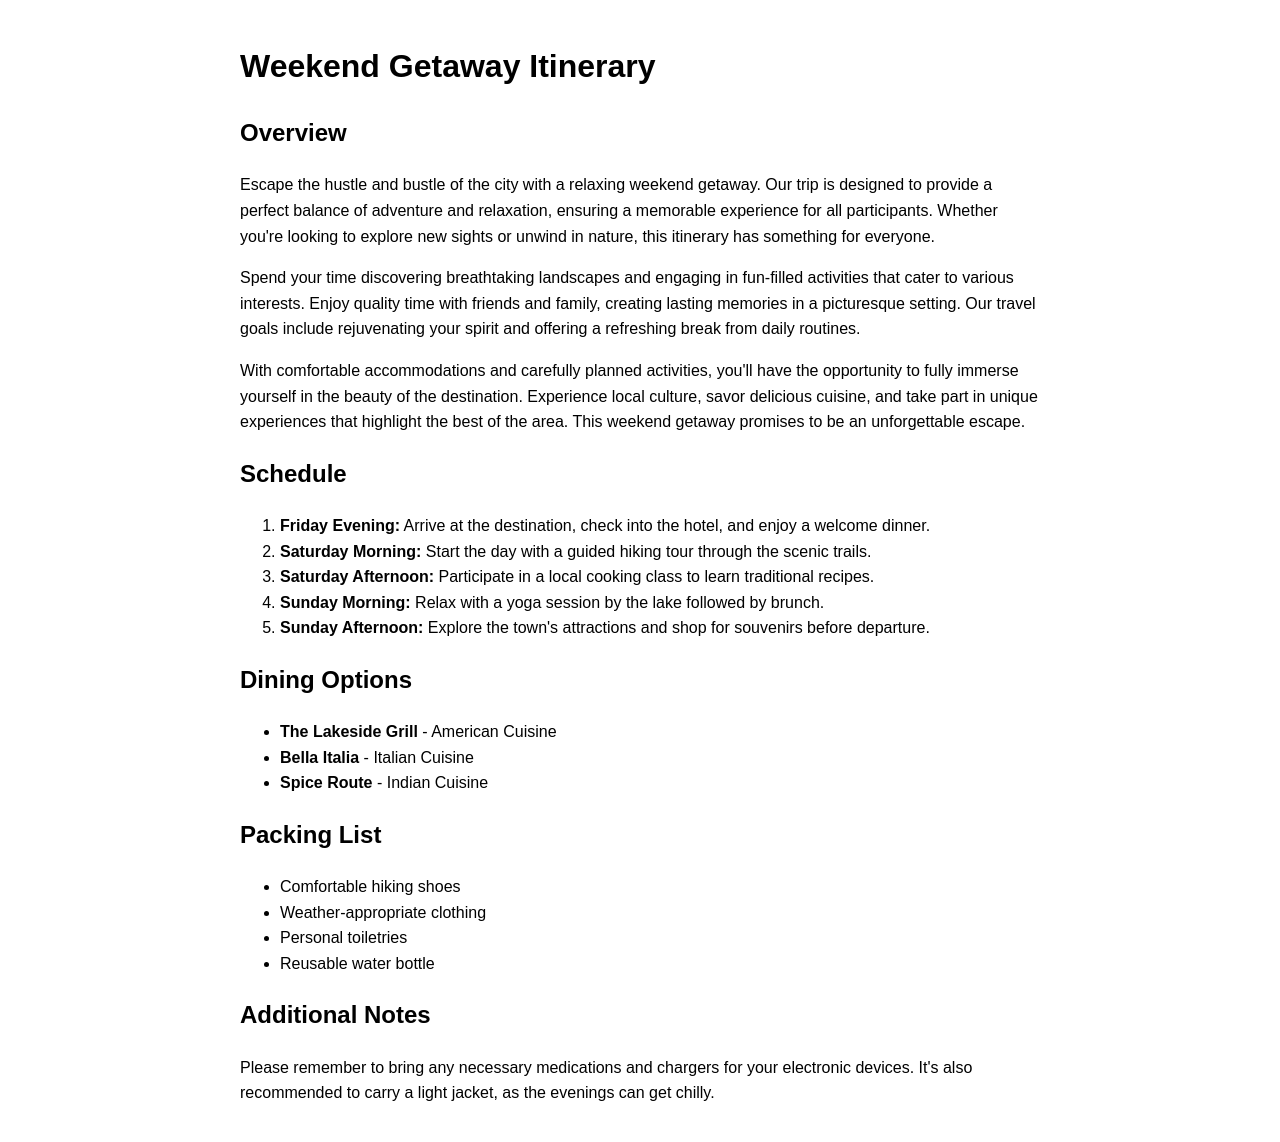 Weekend Getaway Itinerary
Overview
Escape the hustle and bustle of the city with a relaxing weekend getaway. Our trip is designed to provide a
perfect balance of adventure and relaxation, ensuring a memorable experience for all participants. Whether
you're looking to explore new sights or unwind in nature, this itinerary has something for everyone.
Spend your time discovering breathtaking landscapes and engaging in fun-filled activities that cater to various
interests. Enjoy quality time with friends and family, creating lasting memories in a picturesque setting. Our travel
goals include rejuvenating your spirit and offering a refreshing break from daily routines.
With comfortable accommodations and carefully planned activities, you'll have the opportunity to fully immerse
yourself in the beauty of the destination. Experience local culture, savor delicious cuisine, and take part in unique
experiences that highlight the best of the area. This weekend getaway promises to be an unforgettable escape.
Schedule
1. Friday Evening: Arrive at the destination, check into the hotel, and enjoy a welcome dinner.
2. Saturday Morning: Start the day with a guided hiking tour through the scenic trails.
3. Saturday Afternoon: Participate in a local cooking class to learn traditional recipes.
4. Sunday Morning: Relax with a yoga session by the lake followed by brunch.
5. Sunday Afternoon: Explore the town's attractions and shop for souvenirs before departure.
Dining Options
• The Lakeside Grill - American Cuisine
• Bella Italia - Italian Cuisine
• Spice Route - Indian Cuisine
Packing List
• Comfortable hiking shoes
• Weather-appropriate clothing
• Personal toiletries
• Reusable water bottle
Additional Notes
Please remember to bring any necessary medications and chargers for your electronic devices. It's also
recommended to carry a light jacket, as the evenings can get chilly.